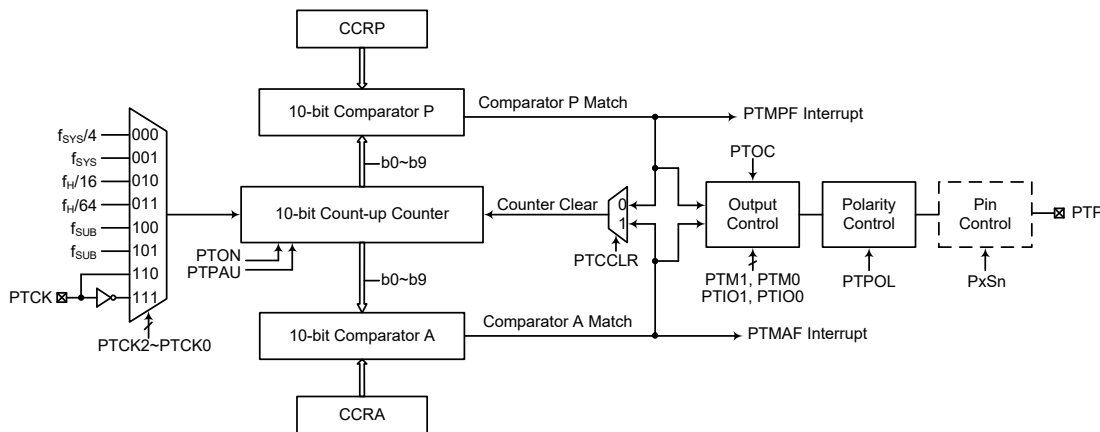 CCRP
10-bit Comparator P
Comparator P Match
PTMPF Interrupt
b0~b9
fSYS/4
000
fSYS
001
fH/16
010
fH/64
011
fSUB
100
fSUB
101
110
111
PTCK
PTCK2~PTCK0
10-bit Count-up Counter
PTON
PTPAU
Counter Clear
0
1
PTCCLR
PTOC
Output
Control
PTM1, PTM0
PTIO1, PTIO0
Polarity
Control
PTPOL
Pin
Control
PxSn
PTP
b0~b9
10-bit Comparator A
Comparator A Match
PTMAF Interrupt
CCRA